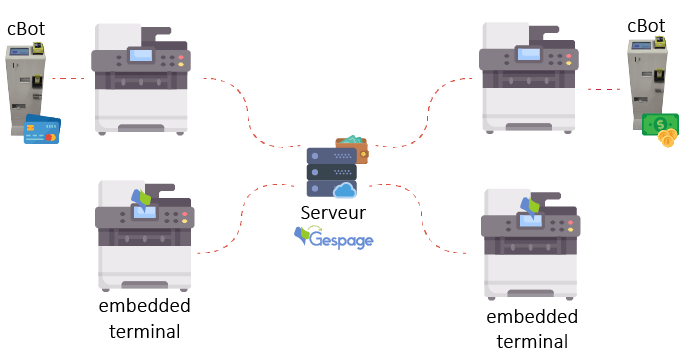 cBot
cBot
Serveur
Gespage
embedded
terminal
embedded
terminal